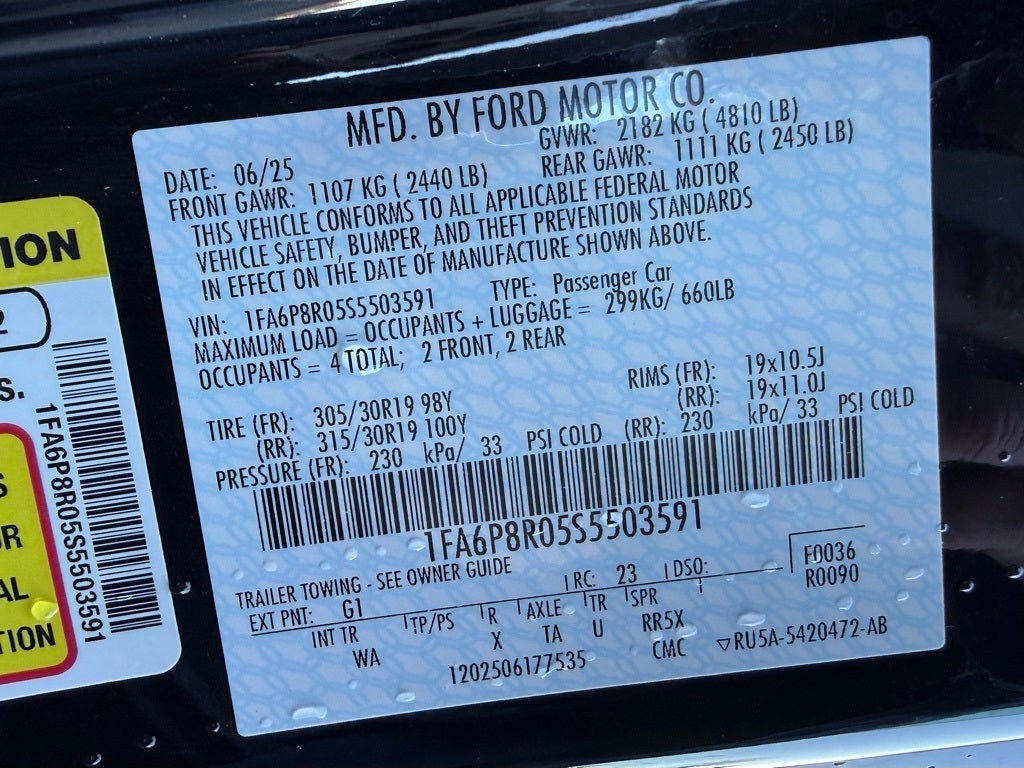 MFD. BY FORD MOTOR CO.
DATE: 06/25 GVWR: 2182 KG ( 4810 LB)
FRONT GAWR: 1107 KG ( 2440 LB) REAR GAWR: 1111 KG ( 2450 LB)
THIS VEHICLE CONFORMS TO ALL APPLICABLE FEDERAL MOTOR
VEHICLE SAFETY, BUMPER, AND THEFT PREVENTION STANDARDS
IN EFFECT ON THE DATE OF MANUFACTURE SHOWN ABOVE.
VIN: 1FA6P8R05S5503591 TYPE: Passenger Car
MAXIMUM LOAD = OCCUPANTS + LUGGAGE = 299KG/ 660LB
OCCUPANTS = 4 TOTAL; 2 FRONT, 2 REAR
TIRE (FR): 305/30R19 98Y RIMS (FR): 19x10.5J
(RR): 315/30R19 100Y (RR): 19x11.0J
PRESSURE (FR): 230 kPa/ 33 PSI COLD (RR): 230 kPa/ 33 PSI COLD
1FA6P8R05S5503591
TRAILER TOWING - SEE OWNER GUIDE
EXT PNT: G1 RC: 23 DSO: F0036
R0090
INT TR TP/PS R AXLE TR SPR
WA X TA U RR5X
1202506177535 CMC ▽RU5A-5420472-AB
ION
2
S.
1FA6P8R05S5503591
S
R
AL
TION